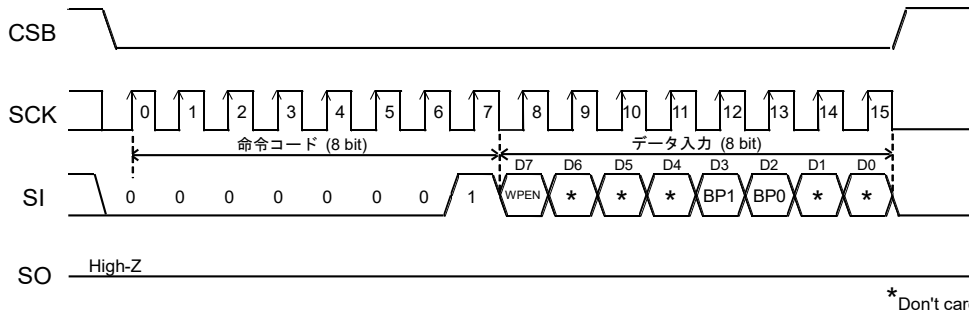 CSB
SCK
0 1 2 3 4 5 6 7 8 9 10 11 12 13 14 15
命令コード (8 bit) データ入力 (8 bit)
D7 D6 D5 D4 D3 D2 D1 D0
SI 0 0 0 0 0 0 0 1 WPEN * * * BP1 BP0 * *
SO High-Z
*Don't